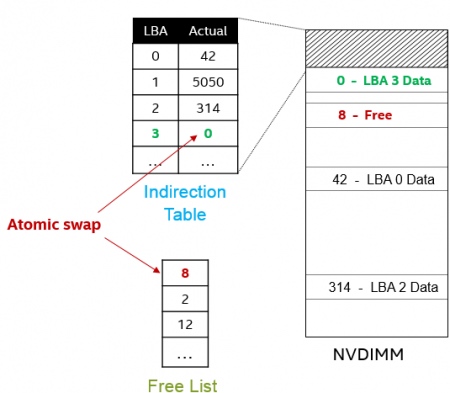 LBA Actual
0 42
1 5050
2 314
3 0
... ...
Indirection
Table
Atomic swap
8
2
12
...
Free List
0 - LBA 3 Data
8 - Free
42 - LBA 0 Data
314 - LBA 2 Data
NVDIMM